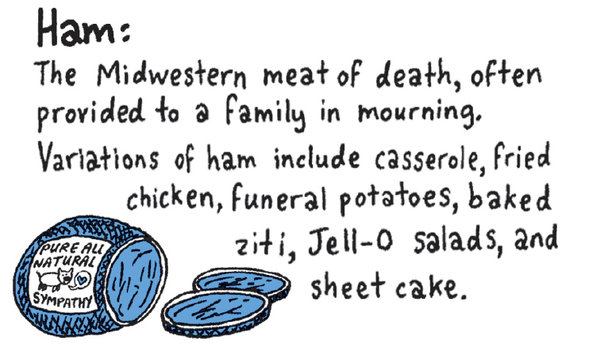 Ham:
The Midwestern meat of death, often
provided to a family in mourning.
Variations of ham include casserole, fried
chicken, funeral potatoes, baked
ziti, Jell-O salads, and
sheet cake.
PURE ALL
NATURAL
SYMPATHY